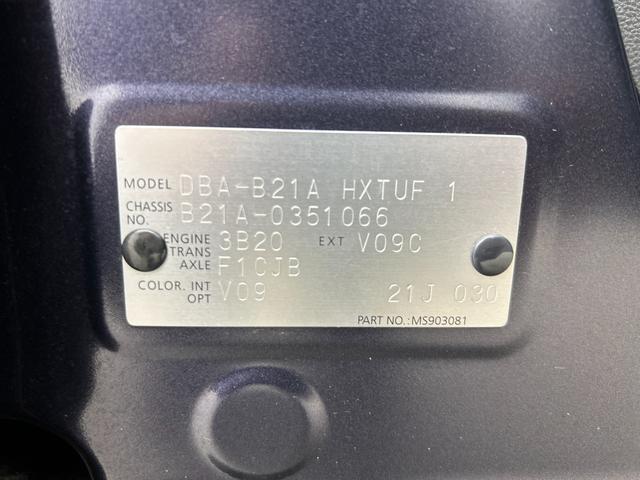 MODEL DBA-B21A HXTUF 1
CHASSIS NO. B21A-0351066
ENGINE 3B20 EXT V09C
TRANS AXLE F1CJB
COLOR. INT OPT V09 21J 030
PART NO.:MS903081